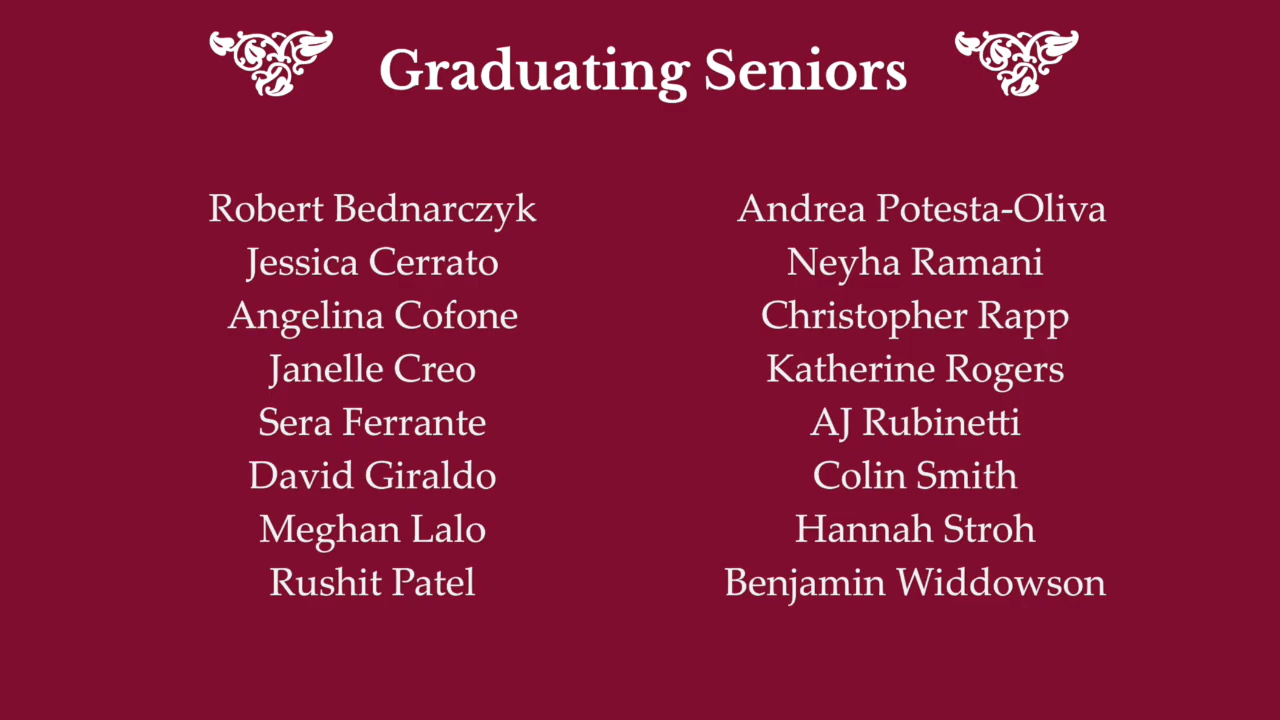 Graduating Seniors
Robert Bednarczyk
Jessica Cerrato
Angelina Cofone
Janelle Creo
Sera Ferrante
David Giraldo
Meghan Lalo
Rushit Patel
Andrea Potesta-Oliva
Neyha Ramani
Christopher Rapp
Katherine Rogers
AJ Rubinetti
Colin Smith
Hannah Stroh
Benjamin Widdowson